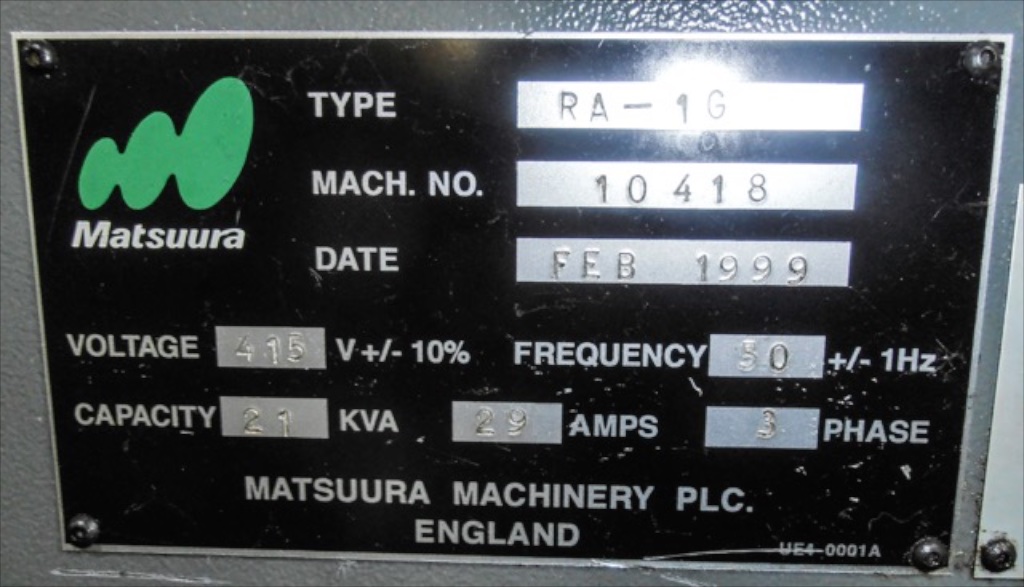 TYPE RA-1G
MACH. NO. 10418
Matsuura
DATE FEB 1999
VOLTAGE 415 V +/- 10% FREQUENCY 50 +/- 1Hz
CAPACITY 21 KVA 29 AMPS 3 PHASE
MATSUURA MACHINERY PLC.
ENGLAND
UE4-0001A